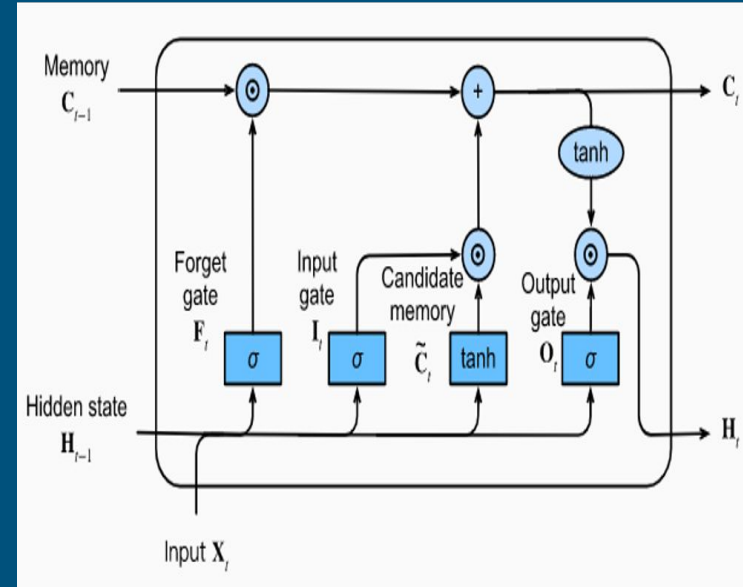 Memory
C_{t-1}
⊙
+
C_t
tanh
⊙
⊙
Forget
gate
F_t
Input
gate
I_t
Candidate
memory
C̃_t
Output
gate
O_t
σ
σ
tanh
σ
Hidden state
H_{t-1}
H_t
Input X_t